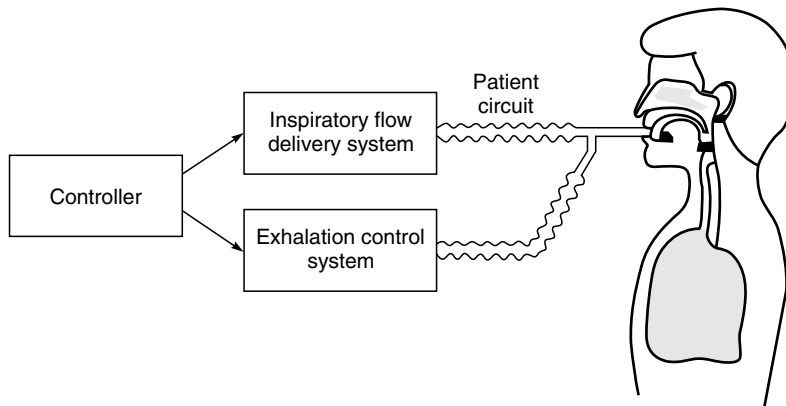 Patient
circuit
Inspiratory flow
delivery system
Controller
Exhalation control
system